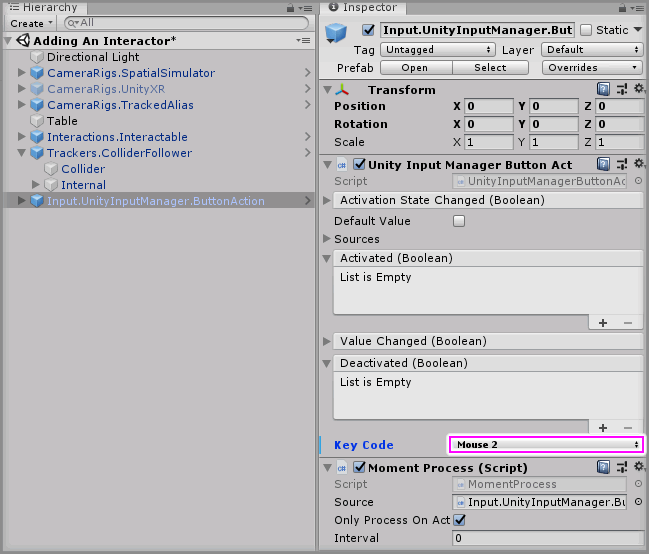 Hierarchy
Create
All
Adding An Interactor*
Directional Light
CameraRigs.SpatialSimulator
CameraRigs.UnityXR
CameraRigs.TrackedAlias
Table
Interactions.Interactable
Trackers.ColliderFollower
Collider
Internal
Input.UnityInputManager.ButtonAction
Inspector
Input.UnityInputManager.But
Static
Tag Untagged Layer Default
Prefab Open Select Overrides
Transform
Position X 0 Y 0 Z 0
Rotation X 0 Y 0 Z 0
Scale X 1 Y 1 Z 1
Unity Input Manager Button Act
Script UnityInputManagerButtonAc
Activation State Changed (Boolean)
Default Value
Sources
Activated (Boolean)
List is Empty
+ −
Value Changed (Boolean)
Deactivated (Boolean)
List is Empty
+ −
Key Code Mouse 2
Moment Process (Script)
Script MomentProcess
Source Input.UnityInputManager.Bu
Only Process On Act
Interval 0